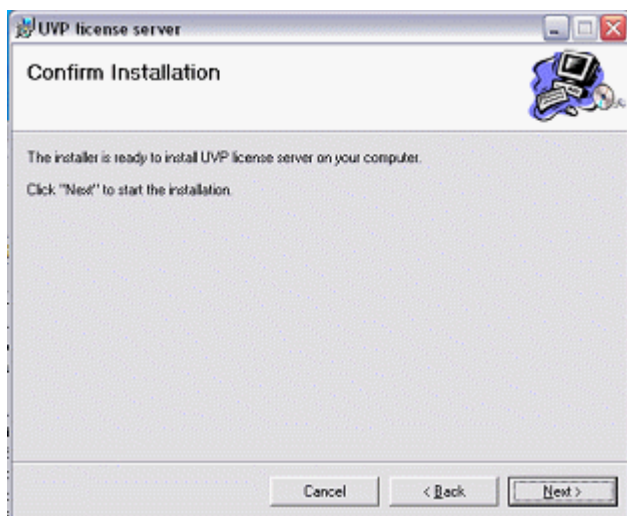 UVP license server
Confirm Installation
The installer is ready to install UVP license server on your computer.
Click "Next" to start the installation.
Cancel
< Back
Next >